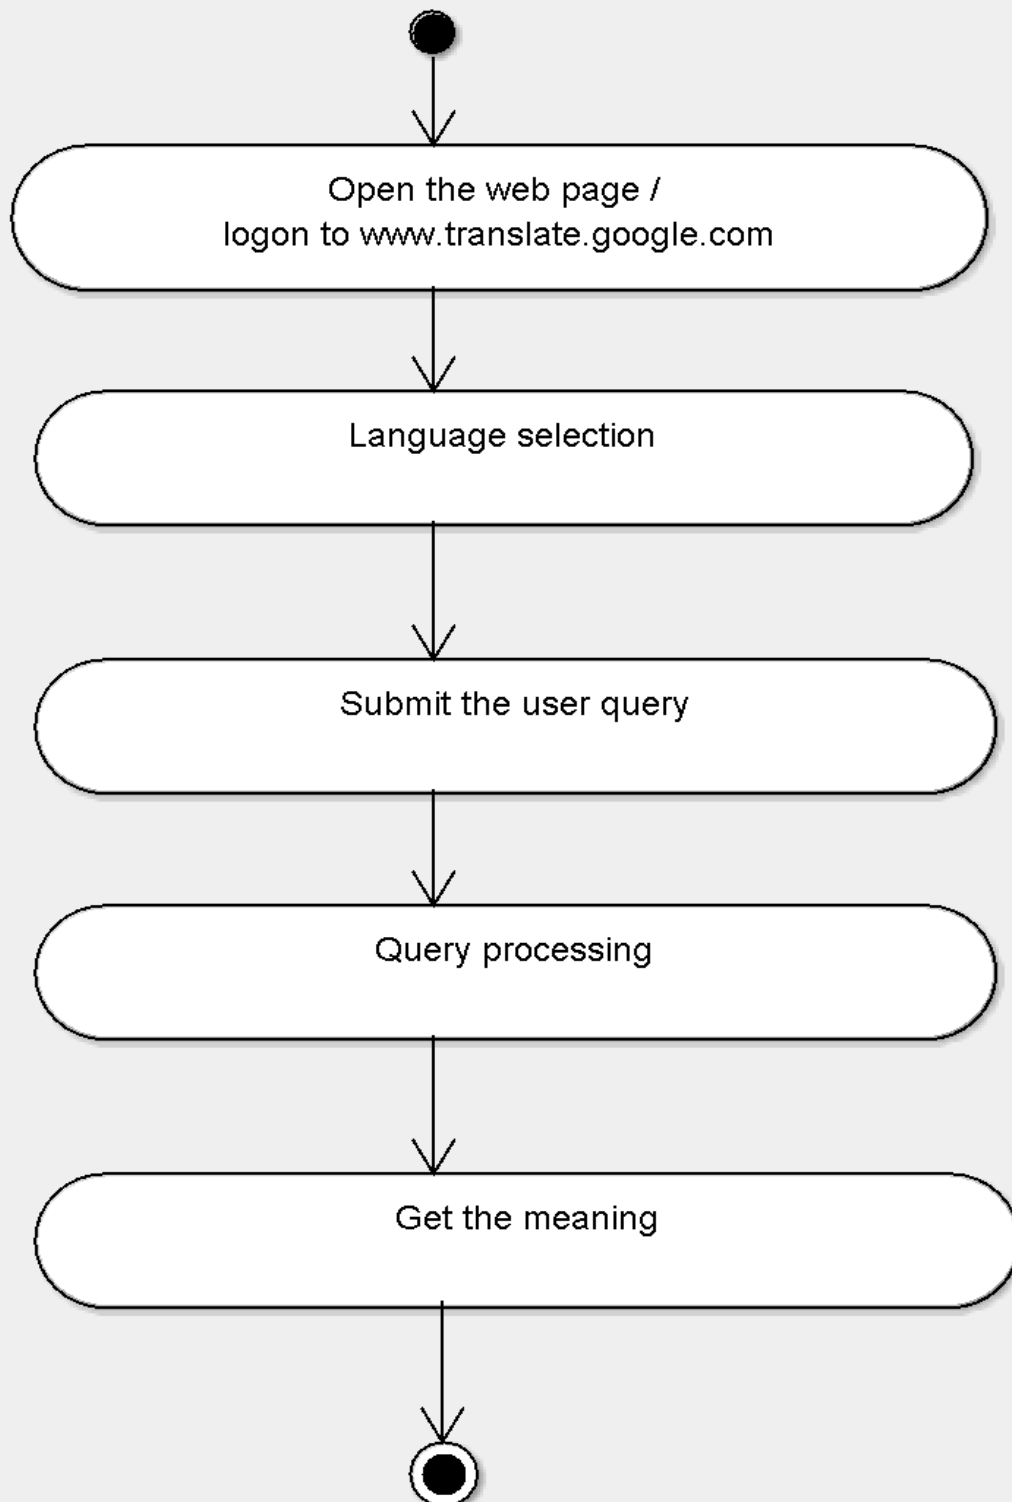 Open the web page /
logon to www.translate.google.com
Language selection
Submit the user query
Query processing
Get the meaning